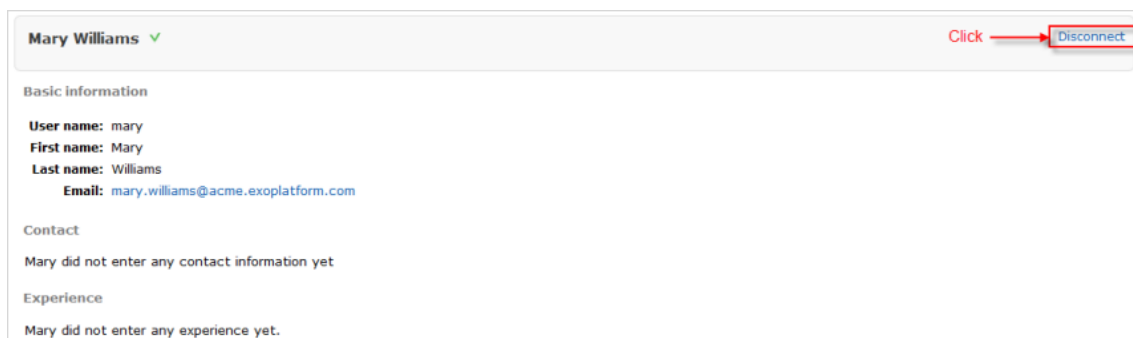 Mary Williams
Click
Disconnect
Basic information
User name: mary
First name: Mary
Last name: Williams
Email: mary.williams@acme.exoplatform.com
Contact
Mary did not enter any contact information yet
Experience
Mary did not enter any experience yet.